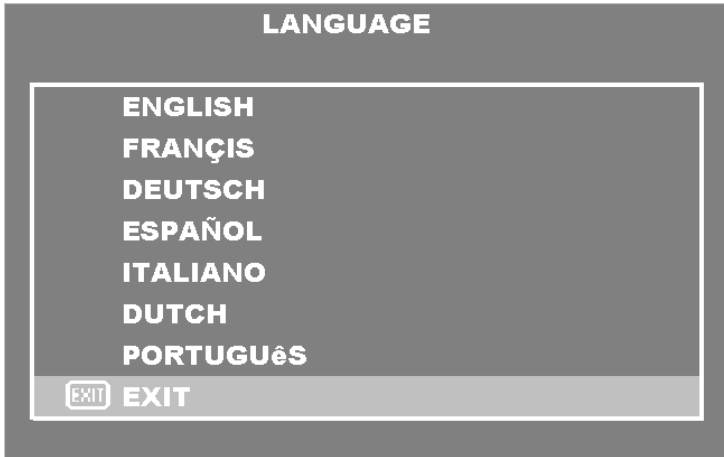 LANGUAGE
ENGLISH
FRANÇIS
DEUTSCH
ESPAÑOL
ITALIANO
DUTCH
PORTUGUêS
EXIT EXIT